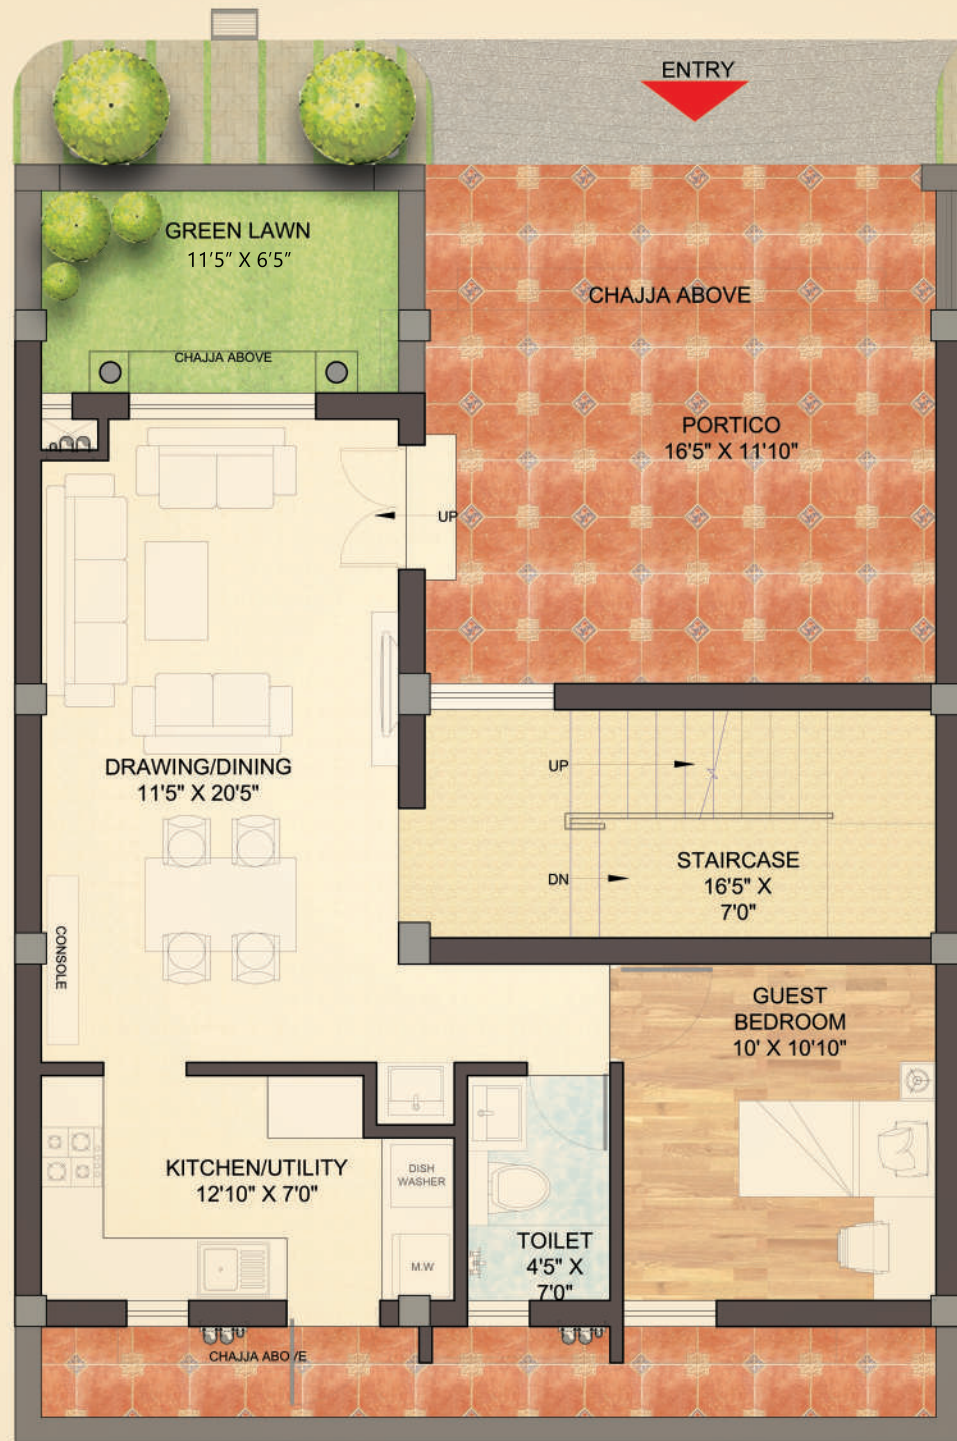 ENTRY
GREEN LAWN
11'5" X 6'5"
CHAJJA ABOVE
CHAJJA ABOVE
PORTICO
16'5" X 11'10"
UP
DRAWING/DINING
11'5" X 20'5"
UP
STAIRCASE
16'5" X
7'0"
DN
CONSOLE
GUEST
BEDROOM
10' X 10'10"
KITCHEN/UTILITY
12'10" X 7'0"
DISH
WASHER
M.W
TOILET
4'5" X
7'0"
CHAJJA ABOVE